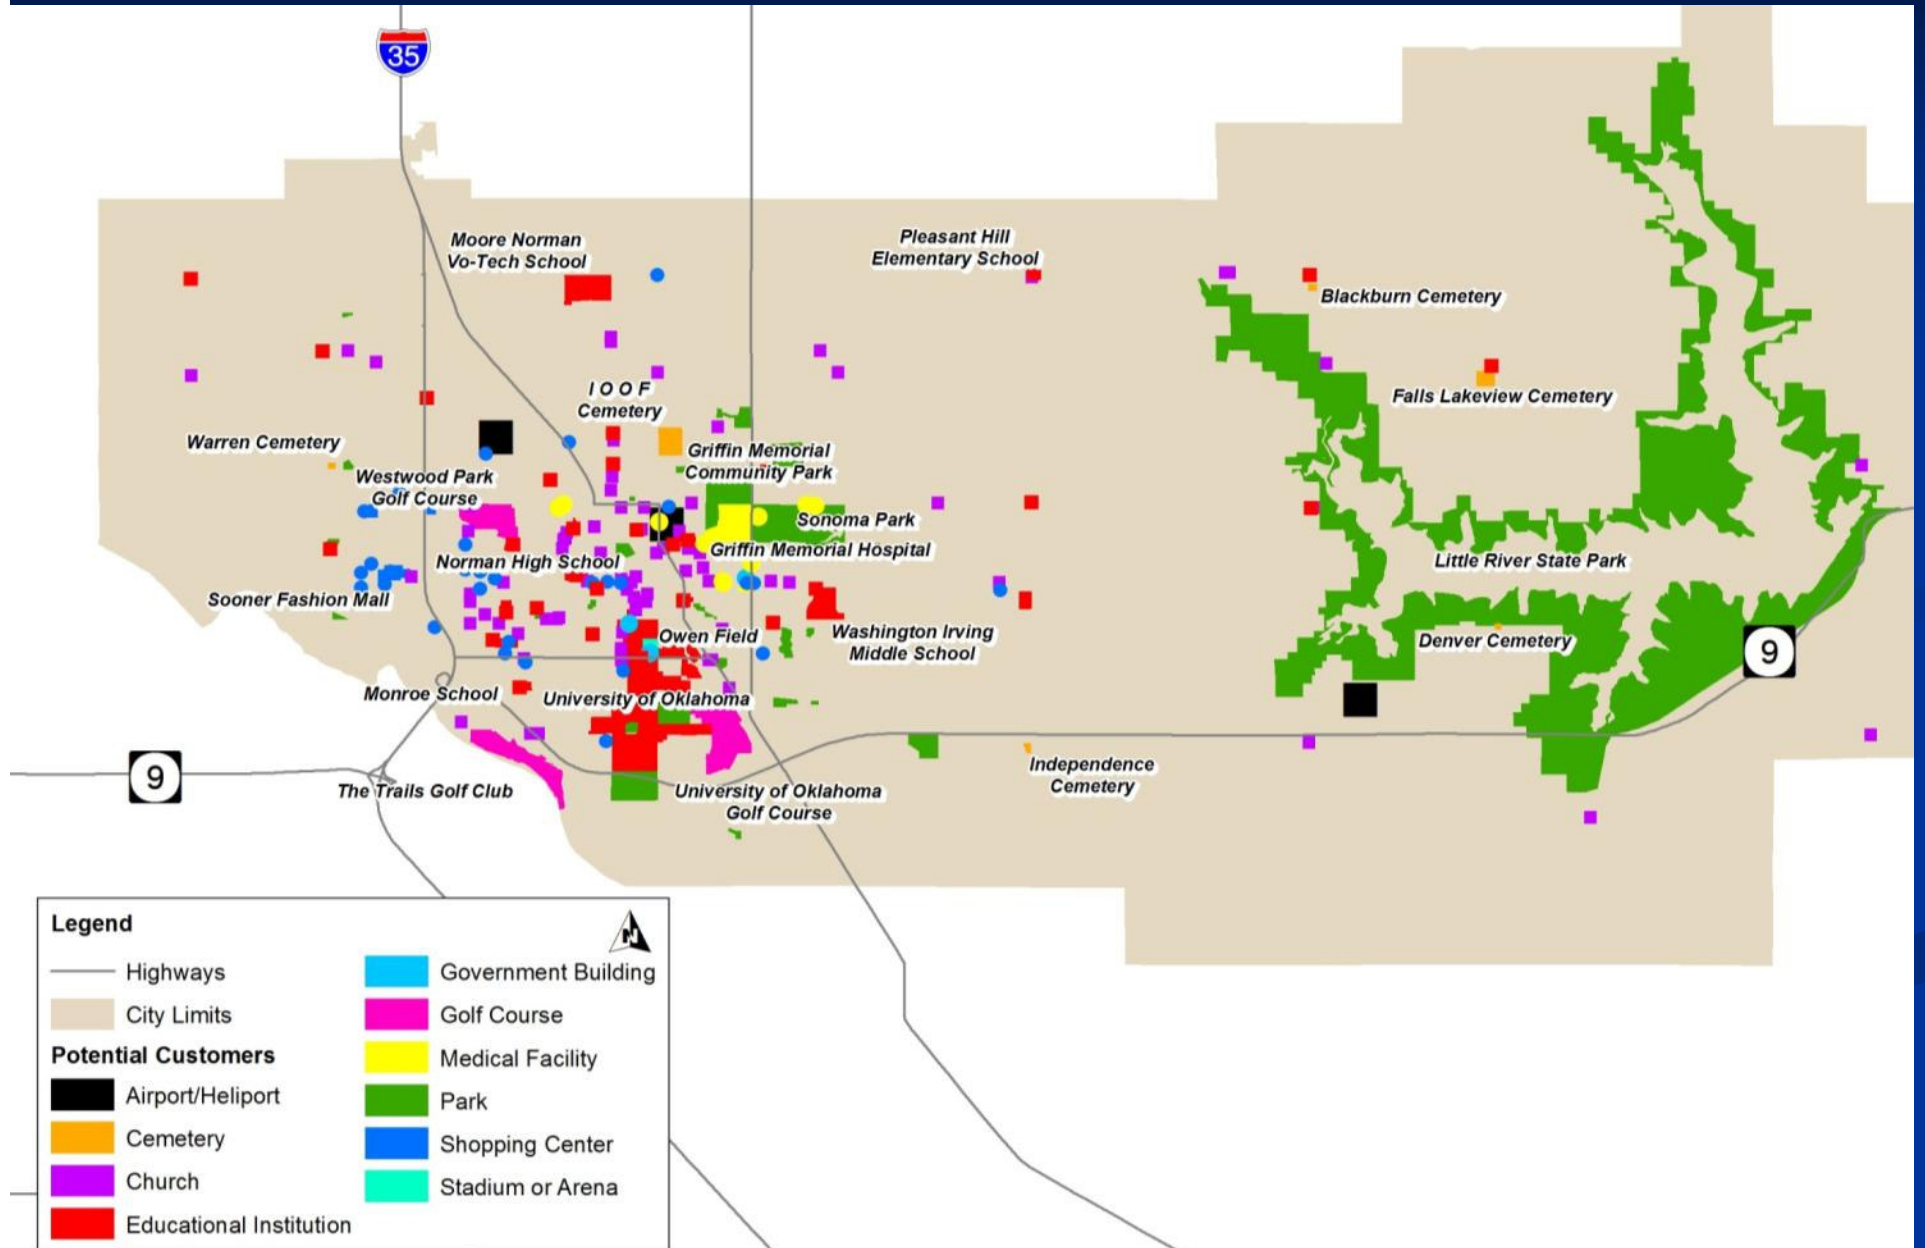 35
Moore Norman
Vo-Tech School
Pleasant Hill
Elementary School
Blackburn Cemetery
I O O F
Cemetery
Falls Lakeview Cemetery
Warren Cemetery
Griffin Memorial
Community Park
Westwood Park
Golf Course
Sonoma Park
Griffin Memorial Hospital
Norman High School
Little River State Park
Sooner Fashion Mall
Owen Field
Washington Irving
Middle School
Denver Cemetery
9
Monroe School
University of Oklahoma
9
The Trails Golf Club
University of Oklahoma
Golf Course
Independence
Cemetery
Legend
N
Highways
City Limits
Potential Customers
Airport/Heliport
Cemetery
Church
Educational Institution
Government Building
Golf Course
Medical Facility
Park
Shopping Center
Stadium or Arena